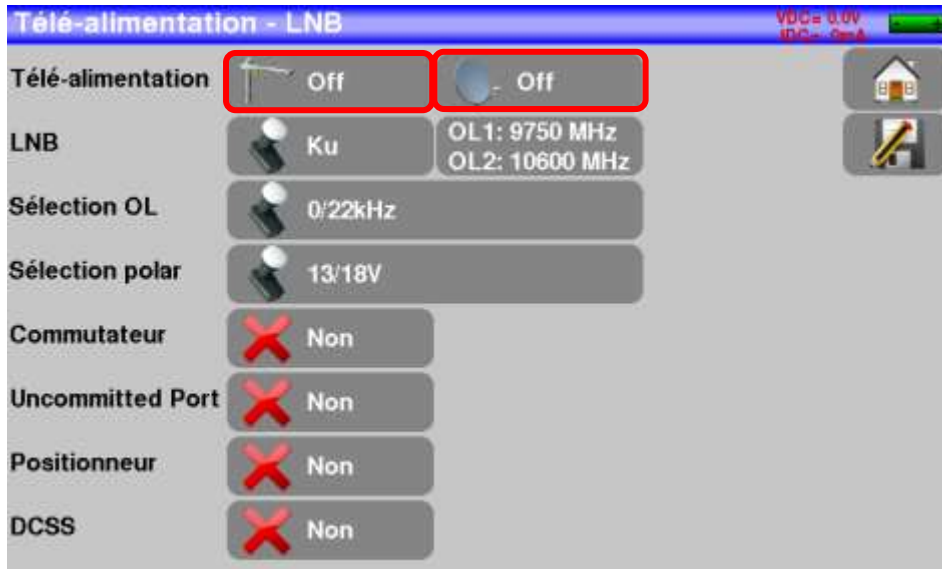 Télé-alimentation - LNB
VDC= 0.0V
IDC= 0mA
Télé-alimentation Off Off
LNB Ku OL1: 9750 MHz
OL2: 10600 MHz
Sélection OL 0/22kHz
Sélection polar 13/18V
Commutateur Non
Uncommitted Port Non
Positionneur Non
DCSS Non